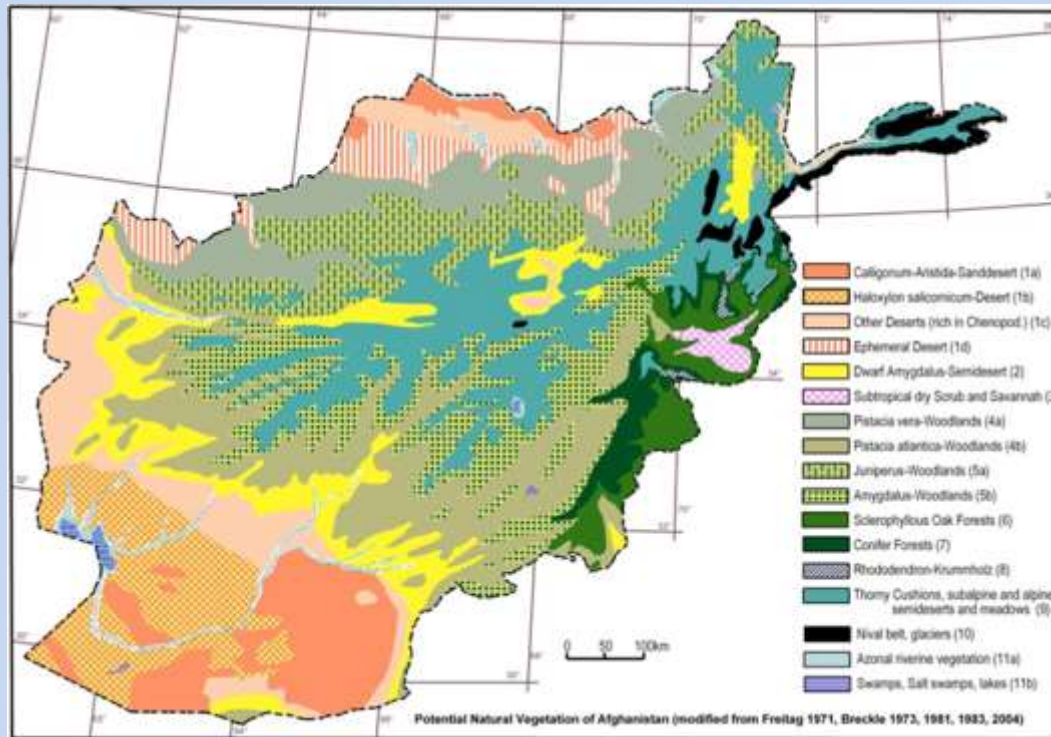 Calligonum-Aristida-Sanddesert (1a)
Haloxylon salicornicum-Desert (1b)
Other Deserts (rich in Chenopod.) (1c)
Ephemeral Desert (1d)
Dwarf Amygdalus-Semidesert (2)
Subtropical dry Scrub and Savannah (
Pistacia vera-Woodlands (4a)
Pistacia atlantica-Woodlands (4b)
Juniperus-Woodlands (5a)
Amygdalus-Woodlands (5b)
Sclerophyllous Oak Forests (6)
Conifer Forests (7)
Rhododendron-Krummholz (8)
Thorny Cushions, subalpine and alpine
semideserts and meadows (9)
Nival belt, glaciers (10)
Azonal riverine vegetation (11a)
Swamps, Salt swamps, lakes (11b)
0 50 100km
Potential Natural Vegetation of Afghanistan (modified from Freitag 1971, Breckle 1973, 1981, 1983, 2004)